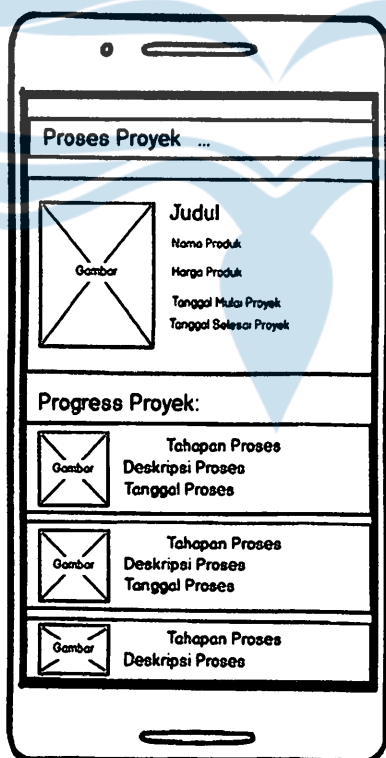 Proses Proyek ...
Judul
Nama Produk
Gambar
Harga Produk
Tanggal Mulai Proyek
Tanggal Selesai Proyek
Progress Proyek:
Tahapan Proses
Gambar
Deskripsi Proses
Tanggal Proses
Tahapan Proses
Gambar
Deskripsi Proses
Tanggal Proses
Tahapan Proses
Gambar
Deskripsi Proses